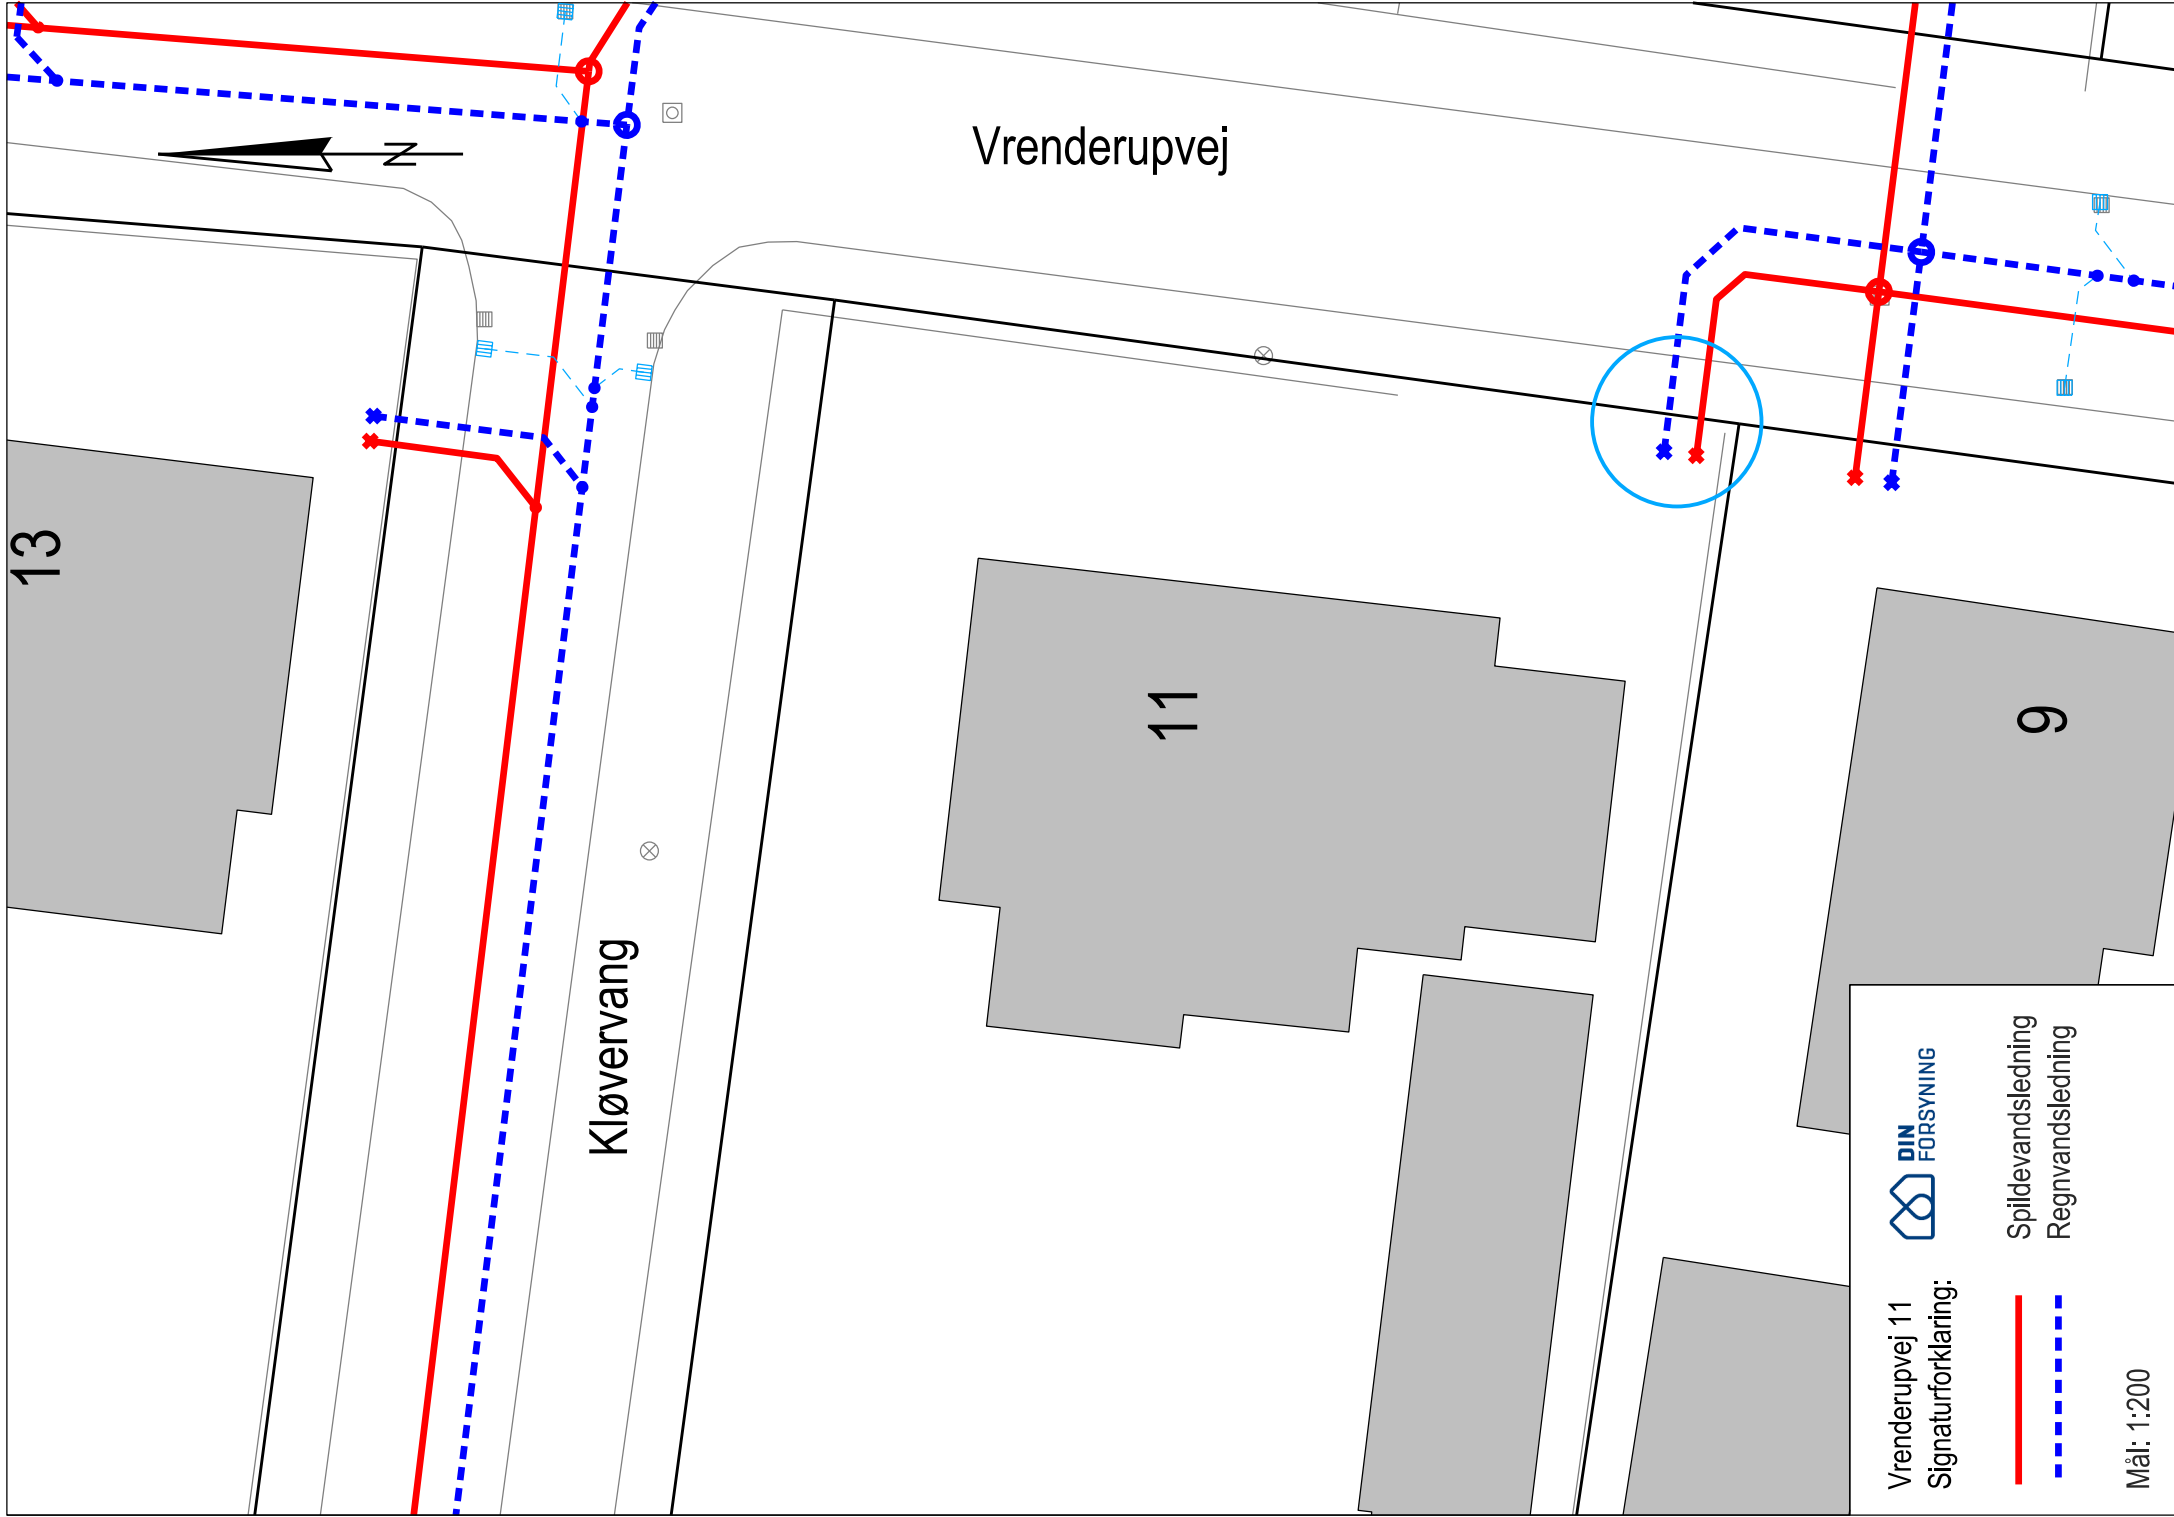 Vrenderupvej
N
13
11
9
Kløvervang
DIN
FORSYNING
Vrenderupvej 11
Signaturforklaring:
Spildevandsledning
Regnvandsledning
Mål: 1:200